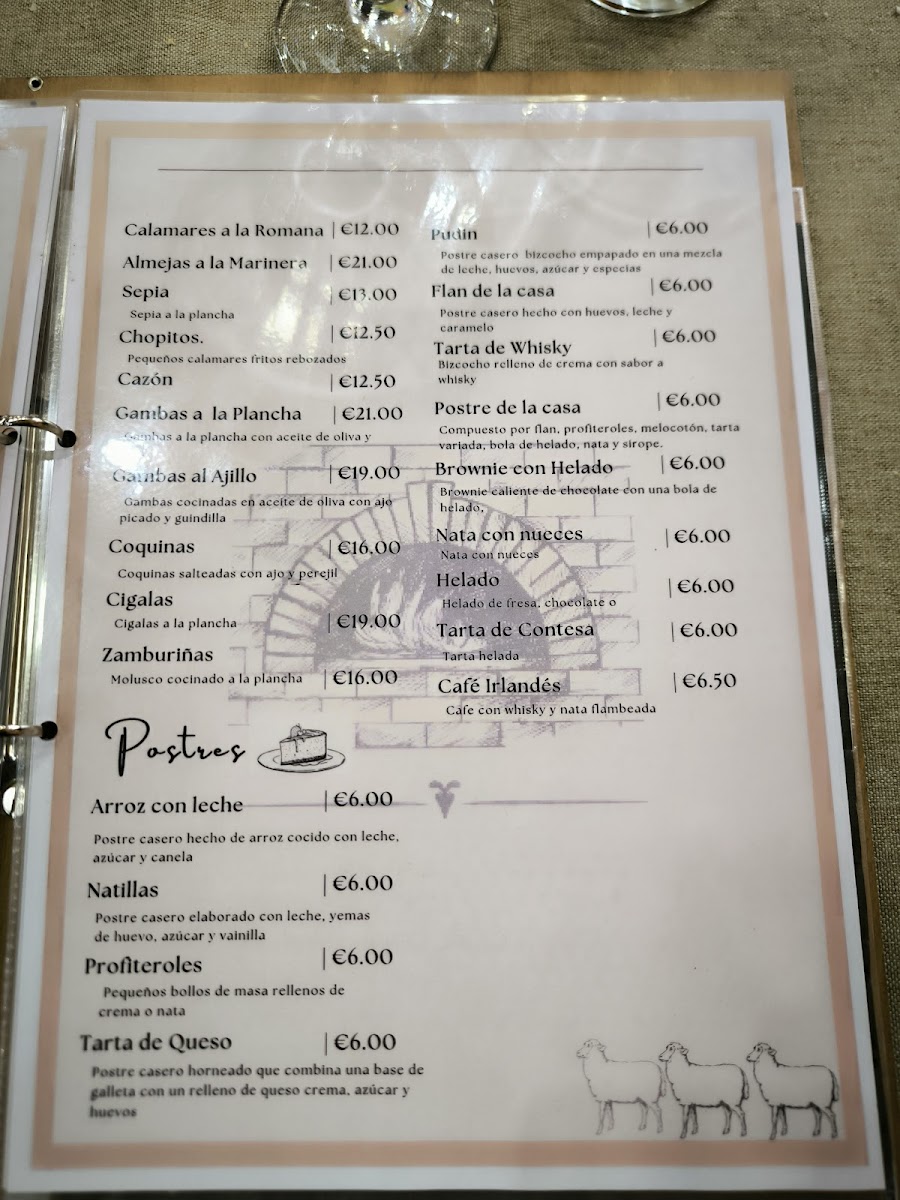 Calamares a la Romana | €12.00
Almejas a la Marinera | €21.00
Sepia | €13.00
Sepia a la plancha
Chopitos. | €12.50
Pequeños calamares fritos rebozados
Cazón | €12.50
Gambas a la Plancha | €21.00
Gambas a la plancha con aceite de oliva y
Gambas al Ajillo | €19.00
Gambas cocinadas en aceite de oliva con ajo
picado y guindilla
Coquinas | €16.00
Coquinas salteadas con ajo y perejil
Cigalas
Cigalas a la plancha | €19.00
Zamburiñas
Molusco cocinado a la plancha | €16.00
Postres
Arroz con leche | €6.00
Postre casero hecho de arroz cocido con leche,
azúcar y canela
Natillas | €6.00
Postre casero elaborado con leche, yemas
de huevo, azúcar y vainilla
Profiteroles | €6.00
Pequeños bollos de masa rellenos de
crema o nata
Tarta de Queso | €6.00
Postre casero horneado que combina una base de
galleta con un relleno de queso crema, azúcar y
huevos
Pudin | €6.00
Postre casero bizcocho empapado en una mezcla
de leche, huevos, azúcar y especias
Flan de la casa | €6.00
Postre casero hecho con huevos, leche y
caramelo
Tarta de Whisky | €6.00
Bizcocho relleno de crema con sabor a
whisky
Postre de la casa | €6.00
Compuesto por flan, profiteroles, melocotón, tarta
variada, bola de helado, nata y sirope.
Brownie con Helado | €6.00
Brownie caliente de chocolate con una bola de
helado,
Nata con nueces | €6.00
Nata con nueces
Helado | €6.00
Helado de fresa, chocolate o
Tarta de Contesa | €6.00
Tarta helada
Café Irlandés | €6.50
Cafe con whisky y nata flambeada